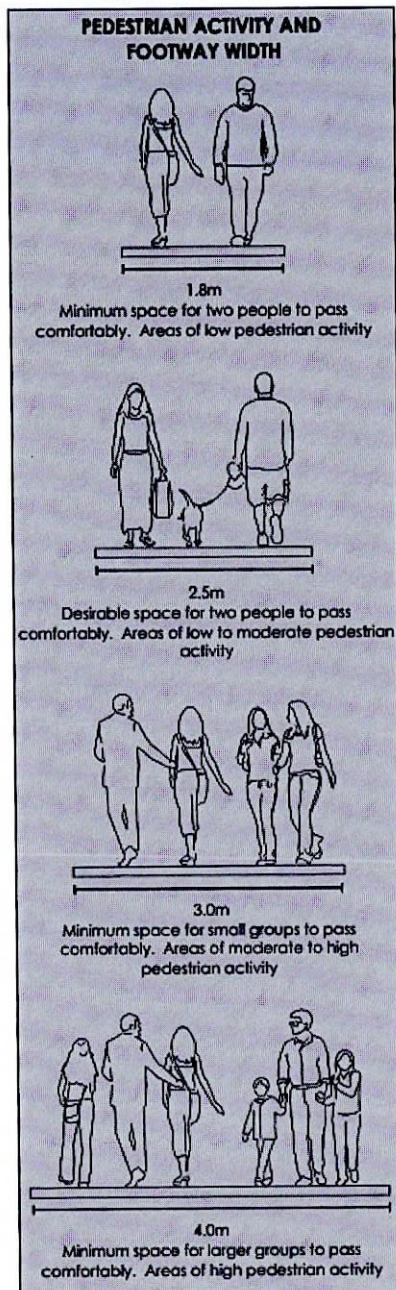 PEDESTRIAN ACTIVITY AND
FOOTWAY WIDTH
1.8m
Minimum space for two people to pass
comfortably. Areas of low pedestrian activity
2.5m
Desirable space for two people to pass
comfortably. Areas of low to moderate pedestrian
activity
3.0m
Minimum space for small groups to pass
comfortably. Areas of moderate to high
pedestrian activity
4.0m
Minimum space for larger groups to pass
comfortably. Areas of high pedestrian activity